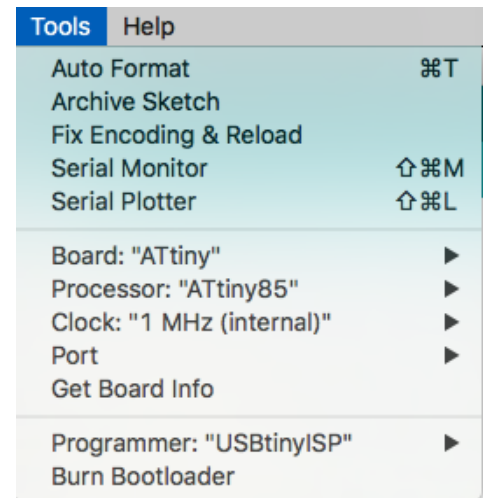 Tools Help
Auto Format ⌘T
Archive Sketch
Fix Encoding & Reload
Serial Monitor ⇧⌘M
Serial Plotter ⇧⌘L
Board: "ATtiny" ▶
Processor: "ATtiny85" ▶
Clock: "1 MHz (internal)" ▶
Port ▶
Get Board Info
Programmer: "USBtinyISP" ▶
Burn Bootloader